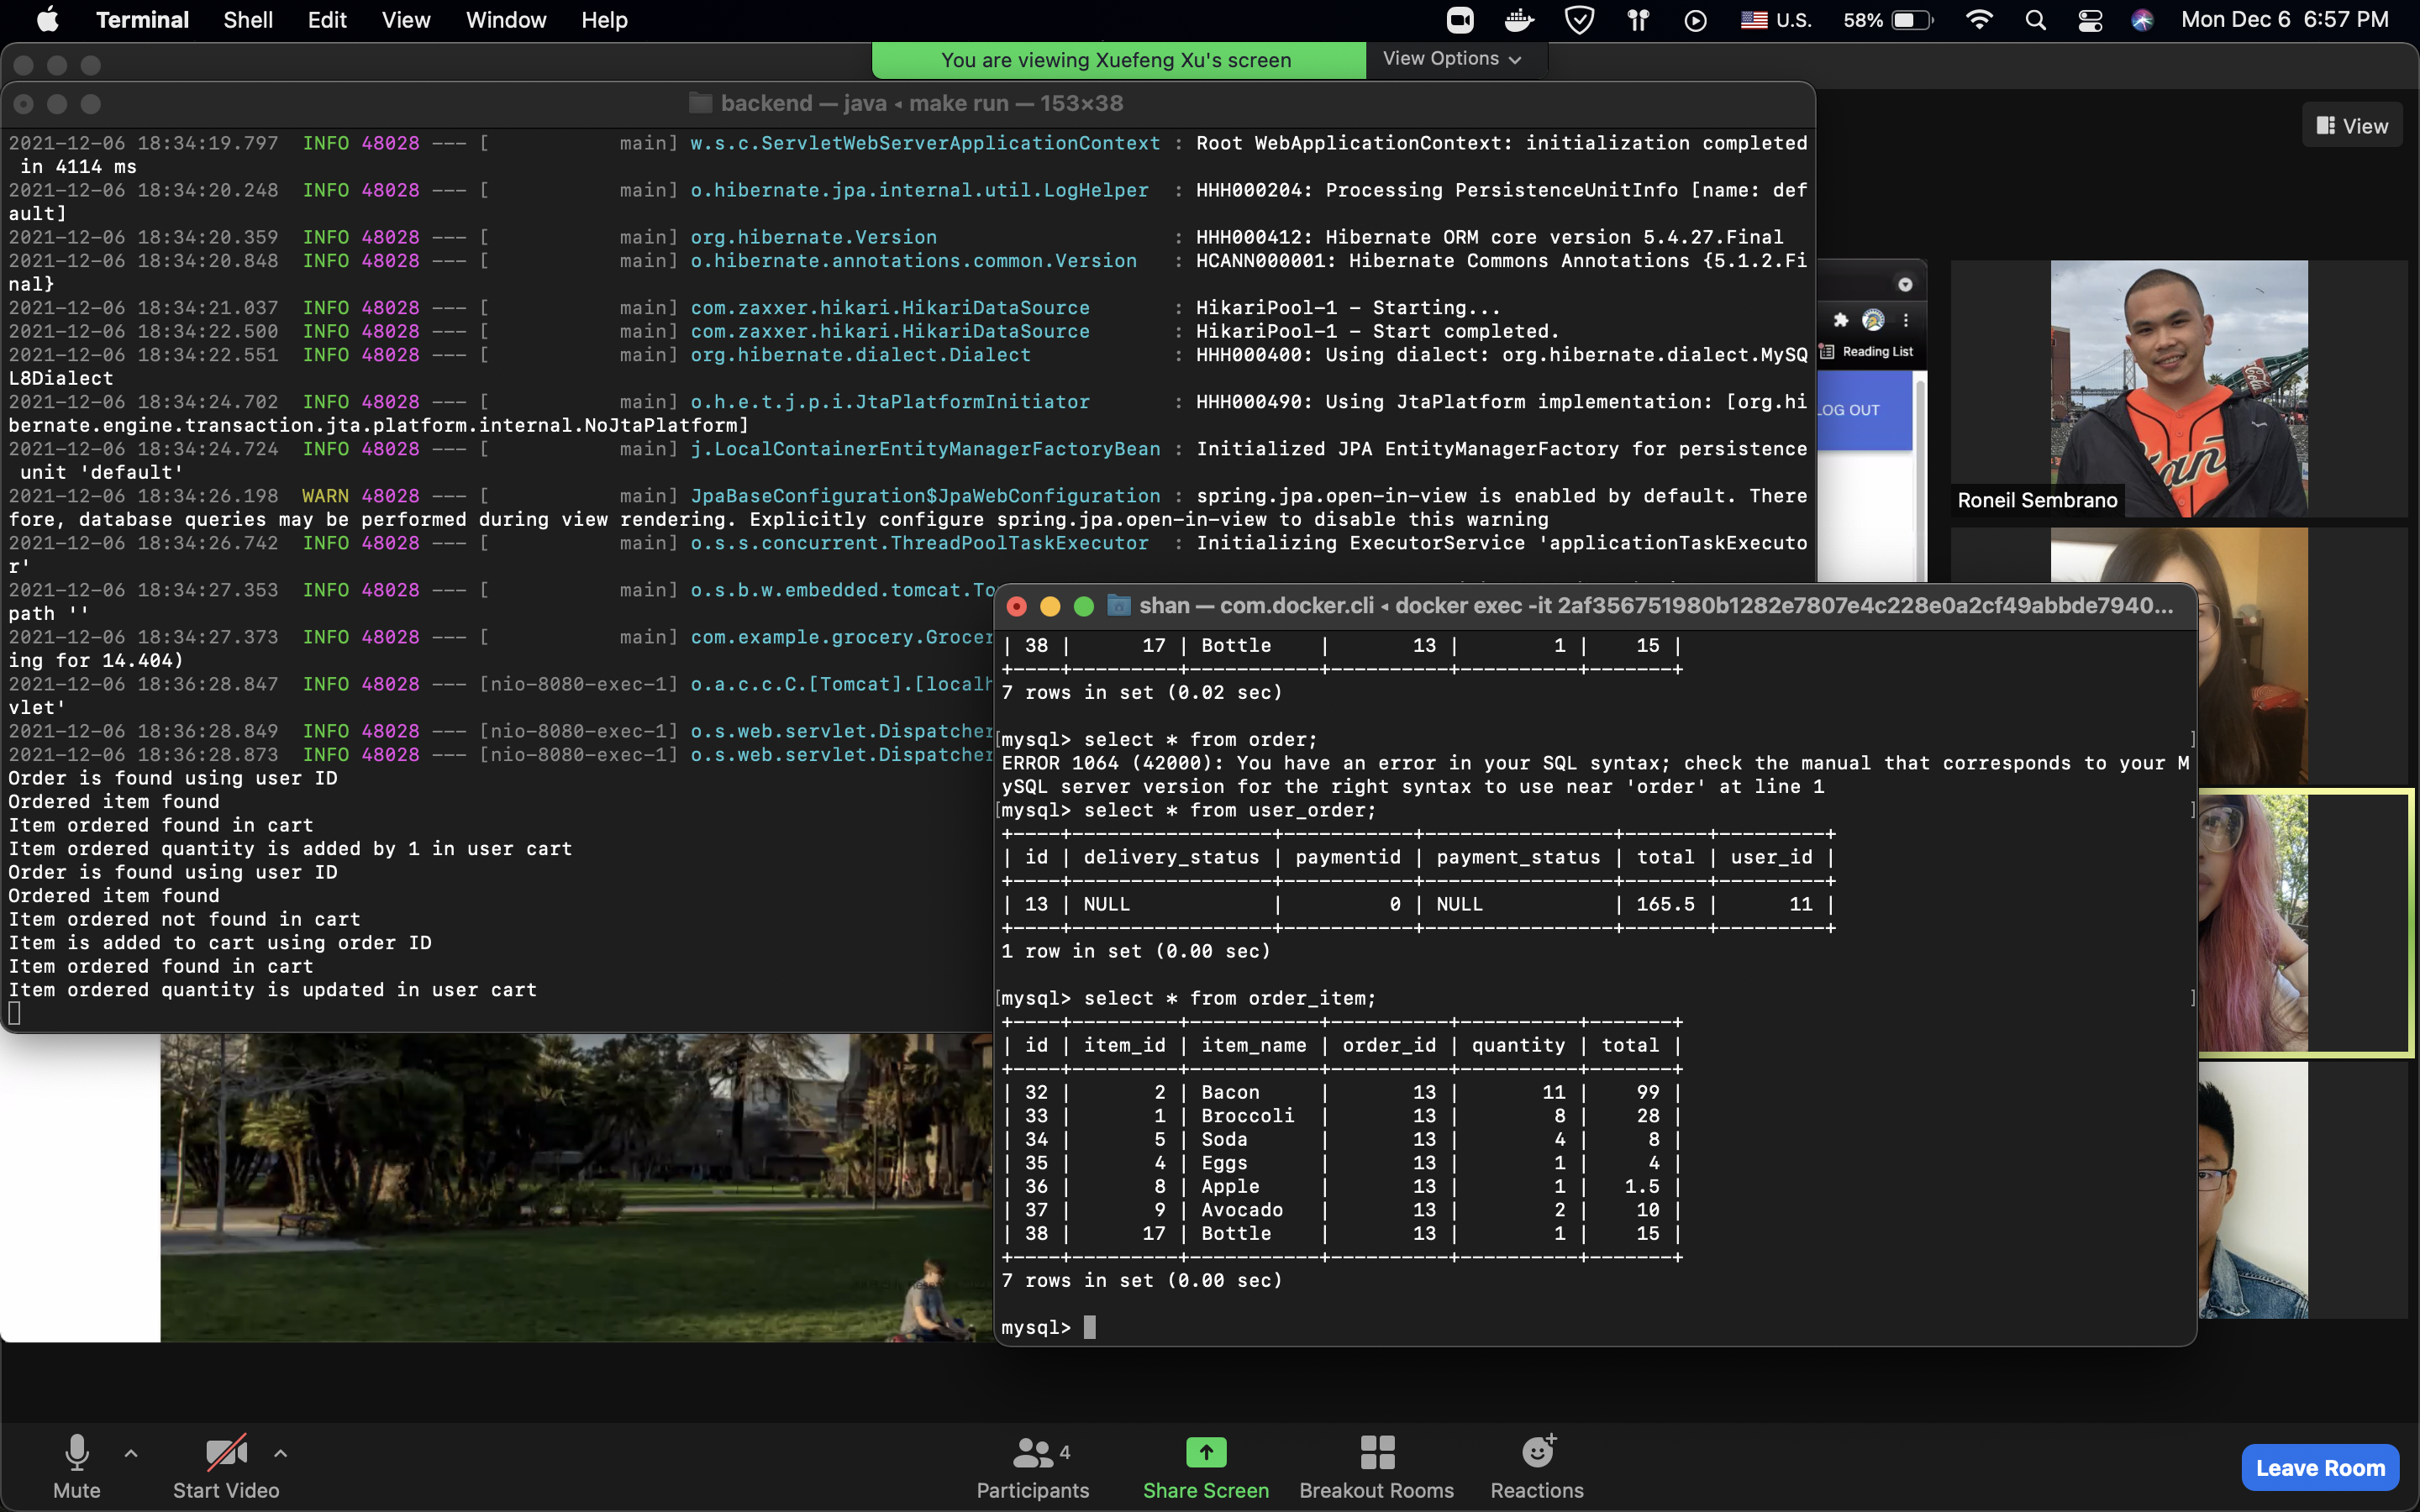 Terminal Shell Edit View Window Help U.S. 58% Mon Dec 6 6:57 PM
You are viewing Xuefeng Xu's screen View Options
backend — java ◂ make run — 153×38
View
2021-12-06 18:34:19.797 INFO 48028 --- [ main] w.s.c.ServletWebServerApplicationContext : Root WebApplicationContext: initialization completed
in 4114 ms
2021-12-06 18:34:20.248 INFO 48028 --- [ main] o.hibernate.jpa.internal.util.LogHelper : HHH000204: Processing PersistenceUnitInfo [name: def
ault]
2021-12-06 18:34:20.359 INFO 48028 --- [ main] org.hibernate.Version : HHH000412: Hibernate ORM core version 5.4.27.Final
2021-12-06 18:34:20.848 INFO 48028 --- [ main] o.hibernate.annotations.common.Version : HCANN000001: Hibernate Commons Annotations {5.1.2.Fi
nal}
2021-12-06 18:34:21.037 INFO 48028 --- [ main] com.zaxxer.hikari.HikariDataSource : HikariPool-1 - Starting...
2021-12-06 18:34:22.500 INFO 48028 --- [ main] com.zaxxer.hikari.HikariDataSource : HikariPool-1 - Start completed.
2021-12-06 18:34:22.551 INFO 48028 --- [ main] org.hibernate.dialect.Dialect : HHH000400: Using dialect: org.hibernate.dialect.MySQ
L8Dialect
2021-12-06 18:34:24.702 INFO 48028 --- [ main] o.h.e.t.j.p.i.JtaPlatformInitiator : HHH000490: Using JtaPlatform implementation: [org.hi
bernate.engine.transaction.jta.platform.internal.NoJtaPlatform]
2021-12-06 18:34:24.724 INFO 48028 --- [ main] j.LocalContainerEntityManagerFactoryBean : Initialized JPA EntityManagerFactory for persistence
unit 'default'
2021-12-06 18:34:26.198 WARN 48028 --- [ main] JpaBaseConfiguration$JpaWebConfiguration : spring.jpa.open-in-view is enabled by default. There
fore, database queries may be performed during view rendering. Explicitly configure spring.jpa.open-in-view to disable this warning
2021-12-06 18:34:26.742 INFO 48028 --- [ main] o.s.s.concurrent.ThreadPoolTaskExecutor : Initializing ExecutorService 'applicationTaskExecuto
r'
2021-12-06 18:34:27.353 INFO 48028 --- [ main] o.s.b.w.embedded.tomcat.To
path ''
2021-12-06 18:34:27.373 INFO 48028 --- [ main] com.example.grocery.Grocer
ing for 14.404)
2021-12-06 18:36:28.847 INFO 48028 --- [nio-8080-exec-1] o.a.c.c.C.[Tomcat].[localh
vlet'
2021-12-06 18:36:28.849 INFO 48028 --- [nio-8080-exec-1] o.s.web.servlet.Dispatcher
2021-12-06 18:36:28.873 INFO 48028 --- [nio-8080-exec-1] o.s.web.servlet.Dispatcher
Order is found using user ID
Ordered item found
Item ordered found in cart
Item ordered quantity is added by 1 in user cart
Order is found using user ID
Ordered item found
Item ordered not found in cart
Item is added to cart using order ID
Item ordered found in cart
Item ordered quantity is updated in user cart
Reading List
LOG OUT
Coca
Roneil Sembrano
shan — com.docker.cli ◂ docker exec -it 2af356751980b1282e7807e4c228e0a2cf49abbde7940...
| 38 | 17 | Bottle | 13 | 1 | 15 |
+----+---------+-----------+----------+----------+-------+
7 rows in set (0.02 sec)
[mysql> select * from order; ]
ERROR 1064 (42000): You have an error in your SQL syntax; check the manual that corresponds to your M
ySQL server version for the right syntax to use near 'order' at line 1
[mysql> select * from user_order; ]
+----+-----------------+-----------+----------------+-------+---------+
| id | delivery_status | paymentid | payment_status | total | user_id |
+----+-----------------+-----------+----------------+-------+---------+
| 13 | NULL | 0 | NULL | 165.5 | 11 |
+----+-----------------+-----------+----------------+-------+---------+
1 row in set (0.00 sec)
[mysql> select * from order_item; ]
+----+---------+-----------+----------+----------+-------+
| id | item_id | item_name | order_id | quantity | total |
+----+---------+-----------+----------+----------+-------+
| 32 | 2 | Bacon | 13 | 11 | 99 |
| 33 | 1 | Broccoli | 13 | 8 | 28 |
| 34 | 5 | Soda | 13 | 4 | 8 |
| 35 | 4 | Eggs | 13 | 1 | 4 |
| 36 | 8 | Apple | 13 | 1 | 1.5 |
| 37 | 9 | Avocado | 13 | 2 | 10 |
| 38 | 17 | Bottle | 13 | 1 | 15 |
+----+---------+-----------+----------+----------+-------+
7 rows in set (0.00 sec)
mysql>
Mute Start Video Participants 4 Share Screen Breakout Rooms Reactions Leave Room